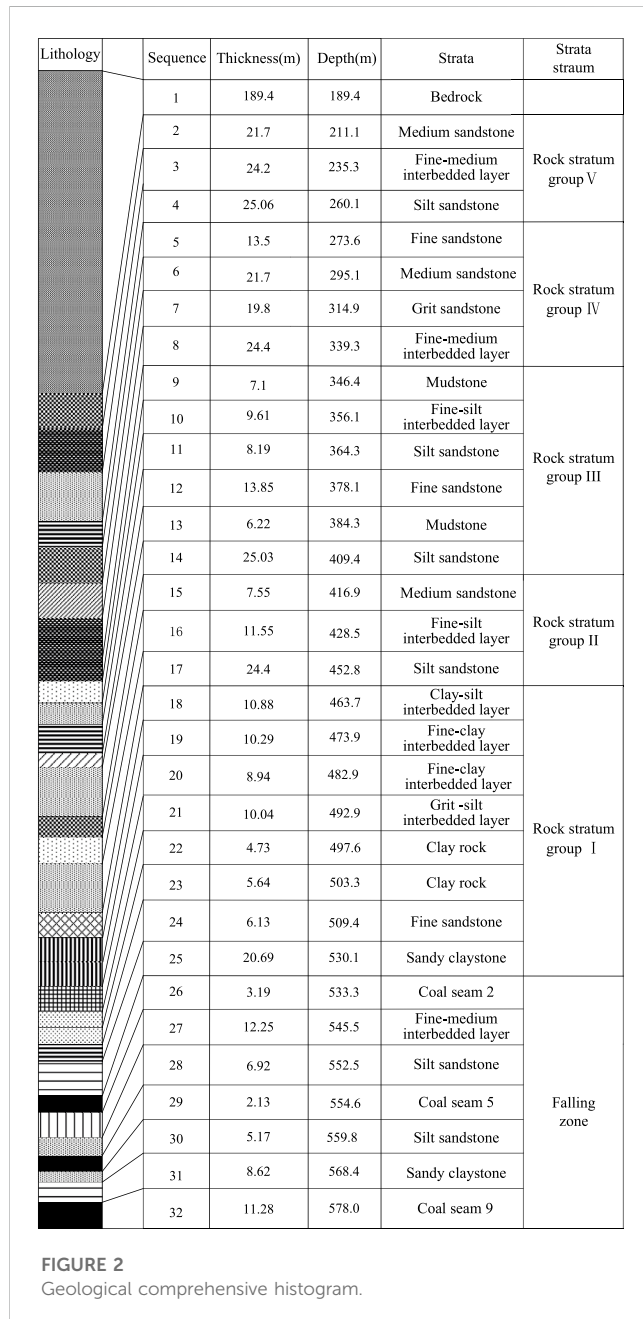 Lithology Sequence Thickness(m) Depth(m) Strata Strata
straum
1 189.4 189.4 Bedrock
2 21.7 211.1 Medium sandstone
3 24.2 235.3 Fine-medium
interbedded layer
4 25.06 260.1 Silt sandstone
Rock stratum
group Ⅴ
5 13.5 273.6 Fine sandstone
6 21.7 295.1 Medium sandstone
7 19.8 314.9 Grit sandstone
8 24.4 339.3 Fine-medium
interbedded layer
Rock stratum
group Ⅳ
9 7.1 346.4 Mudstone
10 9.61 356.1 Fine-silt
interbedded layer
11 8.19 364.3 Silt sandstone
12 13.85 378.1 Fine sandstone
13 6.22 384.3 Mudstone
14 25.03 409.4 Silt sandstone
Rock stratum
group III
15 7.55 416.9 Medium sandstone
16 11.55 428.5 Fine-silt
interbedded layer
17 24.4 452.8 Silt sandstone
Rock stratum
group II
18 10.88 463.7 Clay-silt
interbedded layer
19 10.29 473.9 Fine-clay
interbedded layer
20 8.94 482.9 Fine-clay
interbedded layer
21 10.04 492.9 Grit -silt
interbedded layer
22 4.73 497.6 Clay rock
23 5.64 503.3 Clay rock
24 6.13 509.4 Fine sandstone
25 20.69 530.1 Sandy claystone
Rock stratum
group Ⅰ
26 3.19 533.3 Coal seam 2
27 12.25 545.5 Fine-medium
interbedded layer
28 6.92 552.5 Silt sandstone
29 2.13 554.6 Coal seam 5
30 5.17 559.8 Silt sandstone
31 8.62 568.4 Sandy claystone
32 11.28 578.0 Coal seam 9
Falling
zone
FIGURE 2
Geological comprehensive histogram.